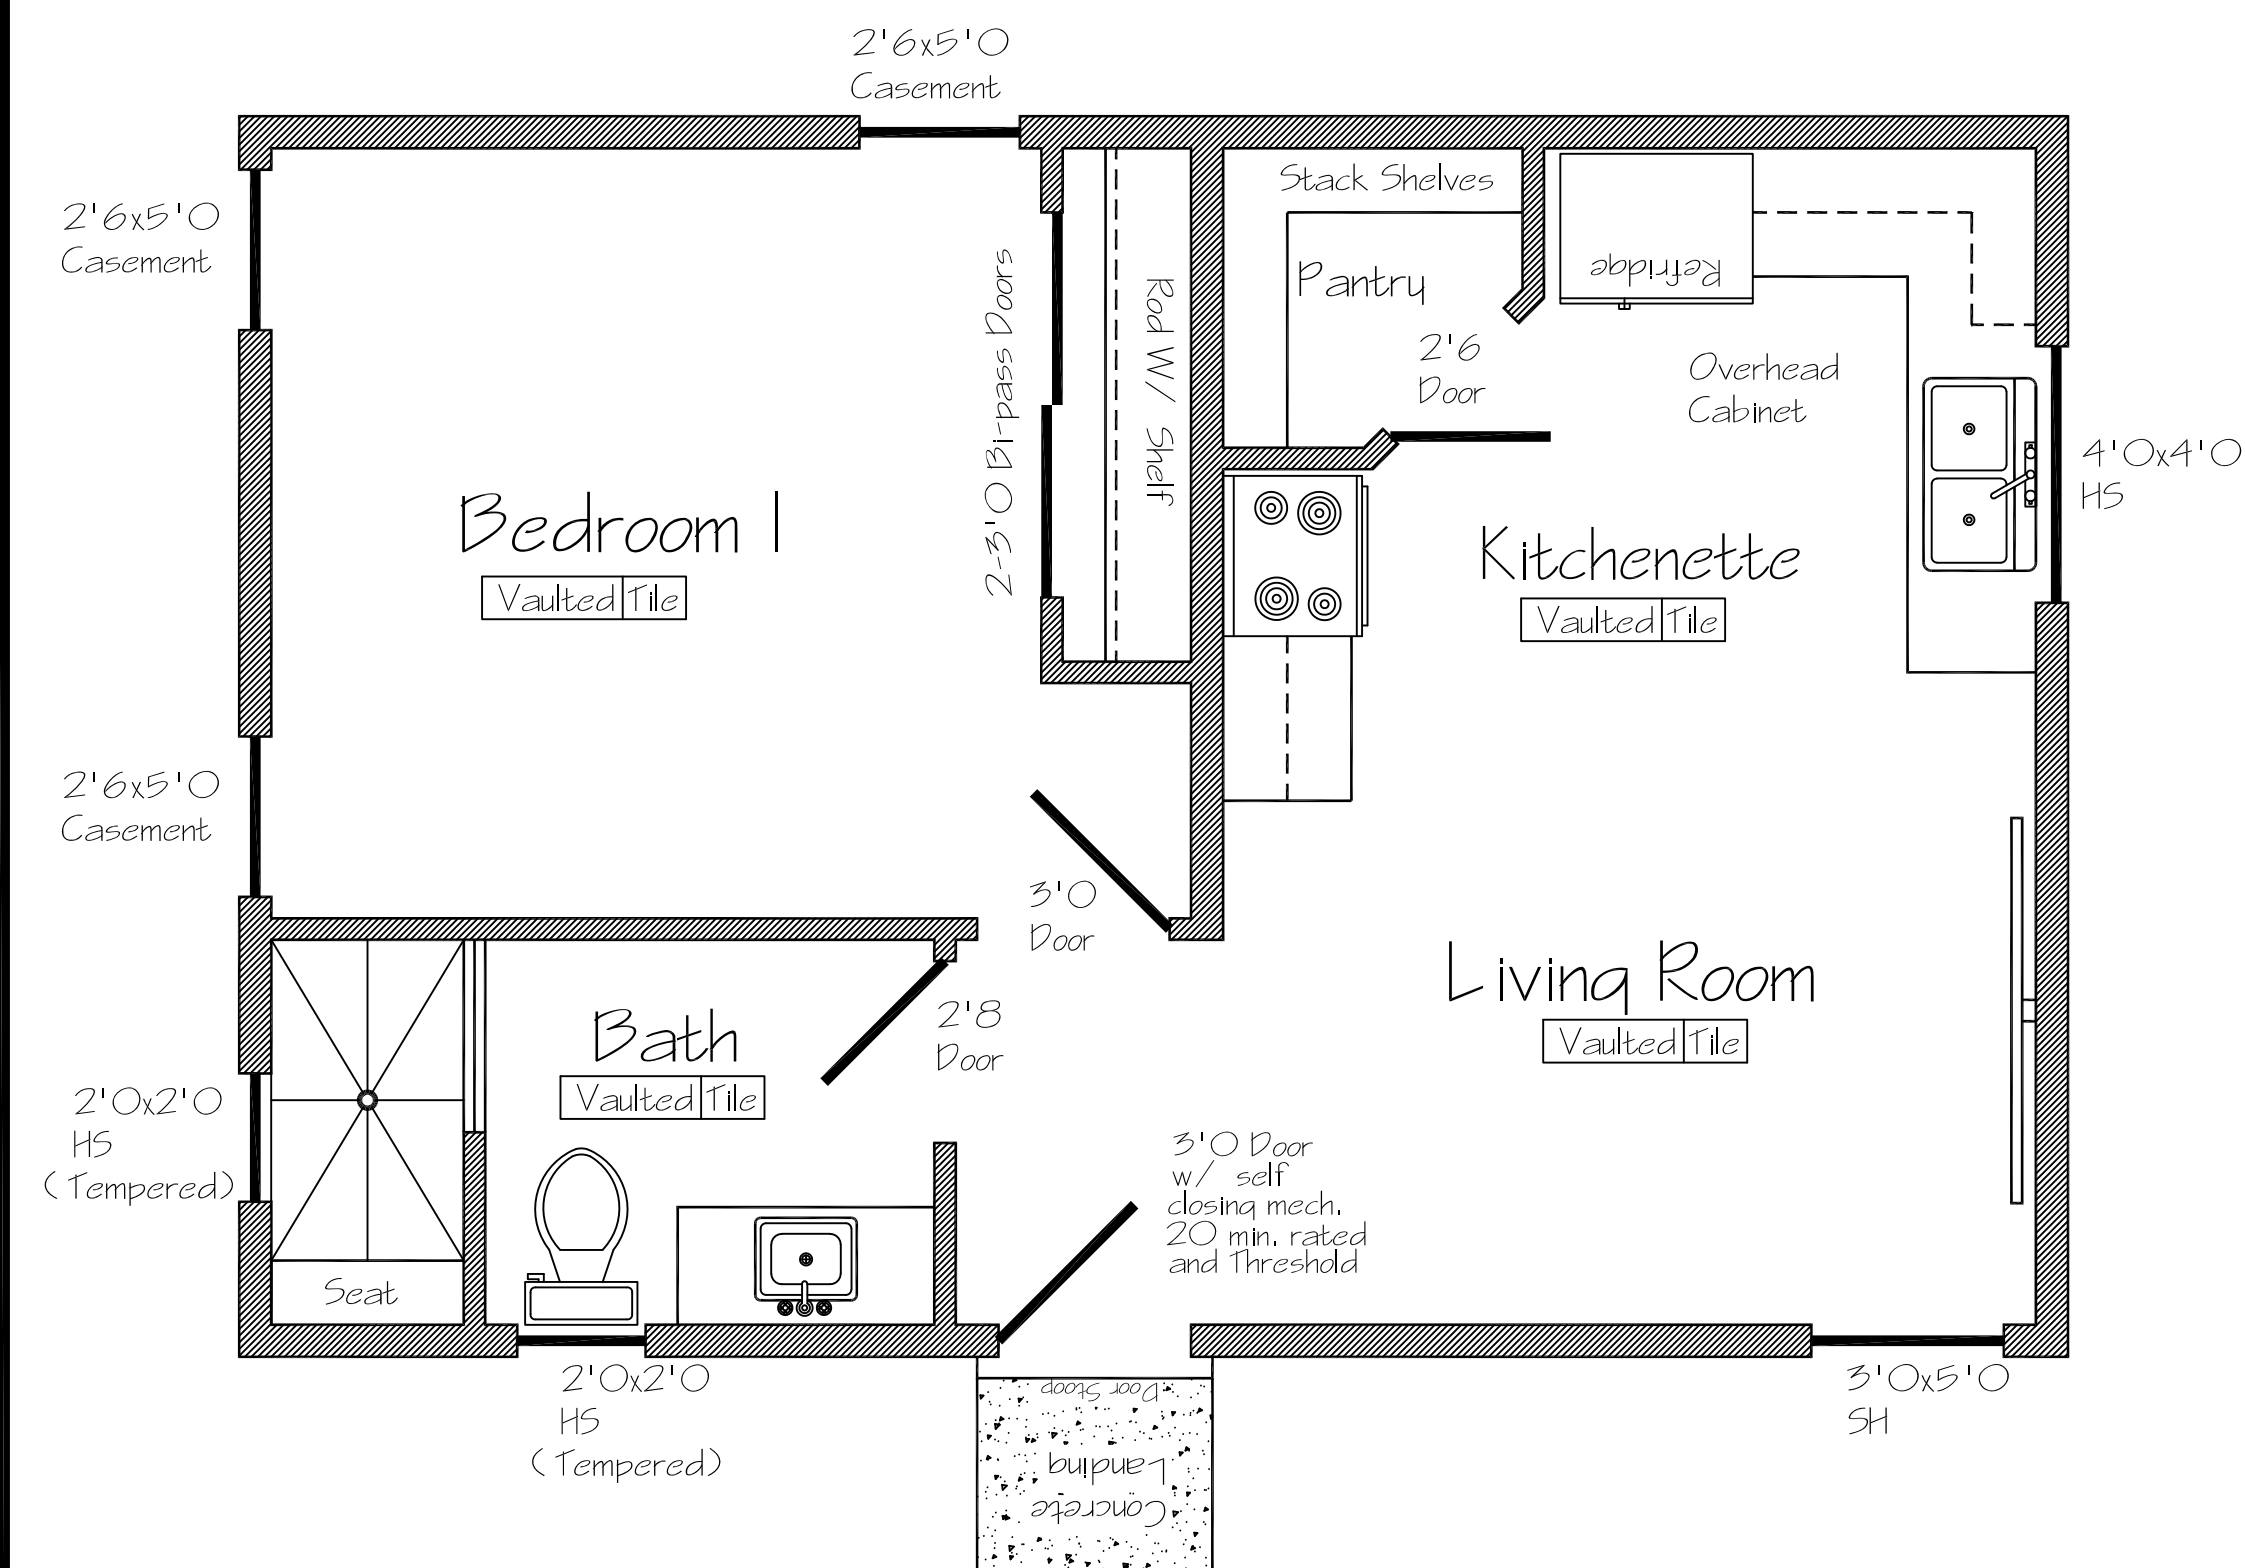 2'6x5'0
Casement
2'6x5'0
Casement
Stack Shelves
Refridge
Pantry
2-3'0 Bi-pass Doors
Rod W/ Shelf
2'6
Door
Overhead
Cabinet
4'0x4'0
HS
Bedroom 1
Vaulted Tile
Kitchenette
Vaulted Tile
2'6x5'0
Casement
3'0
Door
Living Room
Vaulted Tile
Bath
Vaulted Tile
2'8
Door
2'0x2'0
HS
(Tempered)
3'0 Door
w/ self
closing mech.
20 min. rated
and Threshold
Seat
2'0x2'0
HS
(Tempered)
3'0x5'0
SH
Door Stoop
Concrete
Landing